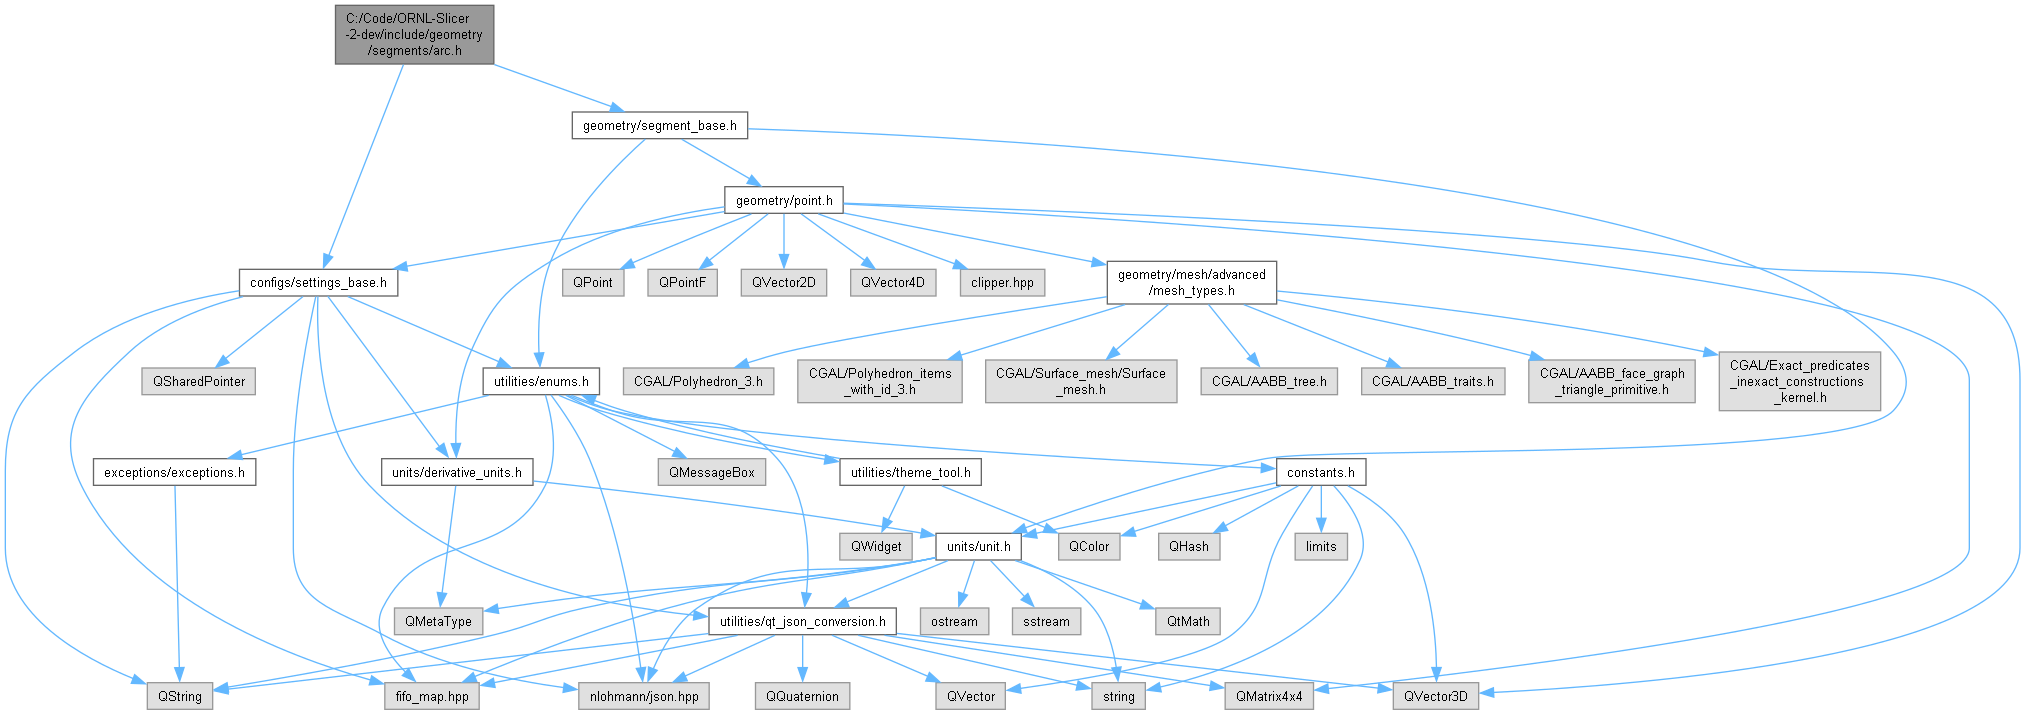 C:/Code/ORNL-Slicer
-2-dev/include/geometry
/segments/arc.h
geometry/segment_base.h
geometry/point.h
configs/settings_base.h
QPoint
QPointF
QVector2D
QVector4D
clipper.hpp
geometry/mesh/advanced
/mesh_types.h
QSharedPointer
utilities/enums.h
CGAL/Polyhedron_3.h
CGAL/Polyhedron_items
_with_id_3.h
CGAL/Surface_mesh/Surface
_mesh.h
CGAL/AABB_tree.h
CGAL/AABB_traits.h
CGAL/AABB_face_graph
_triangle_primitive.h
CGAL/Exact_predicates
_inexact_constructions
_kernel.h
exceptions/exceptions.h
units/derivative_units.h
QMessageBox
utilities/theme_tool.h
constants.h
QWidget
units/unit.h
QColor
QHash
limits
QMetaType
utilities/qt_json_conversion.h
ostream
sstream
QtMath
QString
fifo_map.hpp
nlohmann/json.hpp
QQuaternion
QVector
string
QMatrix4x4
QVector3D